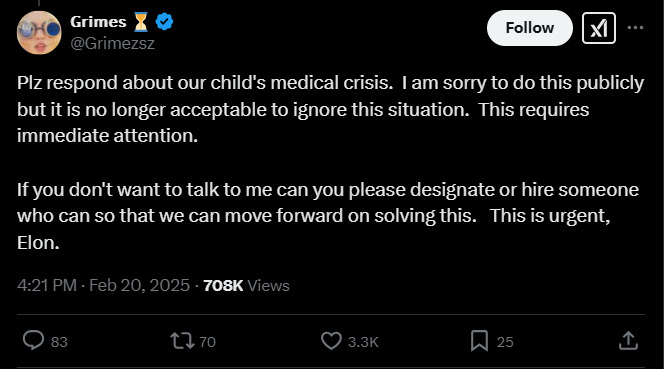 Grimes ⏳
@Grimezsz
Follow
Plz respond about our child's medical crisis.  I am sorry to do this publicly
but it is no longer acceptable to ignore this situation.  This requires
immediate attention.
If you don't want to talk to me can you please designate or hire someone
who can so that we can move forward on solving this.   This is urgent,
Elon.
4:21 PM · Feb 20, 2025 · 708K Views
83 70 3.3K 25